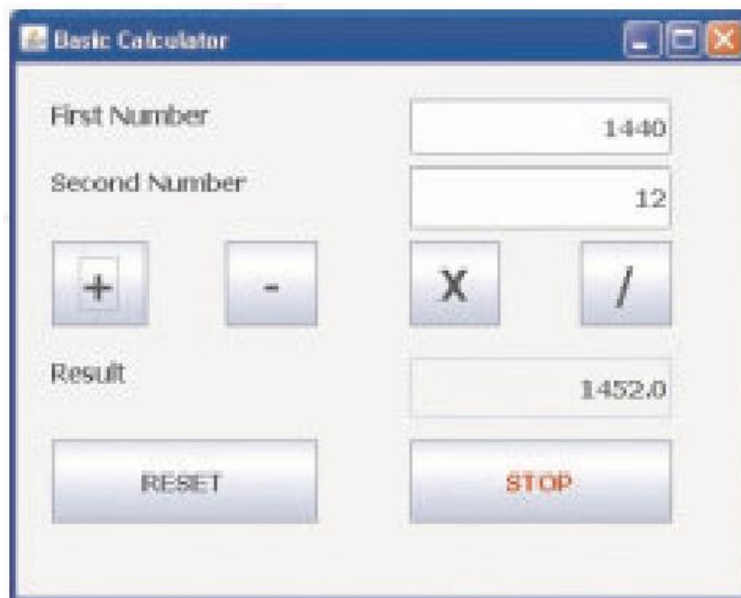 Basic Calculator
First Number 1440
Second Number 12
+ - X /
Result 1452.0
RESET STOP